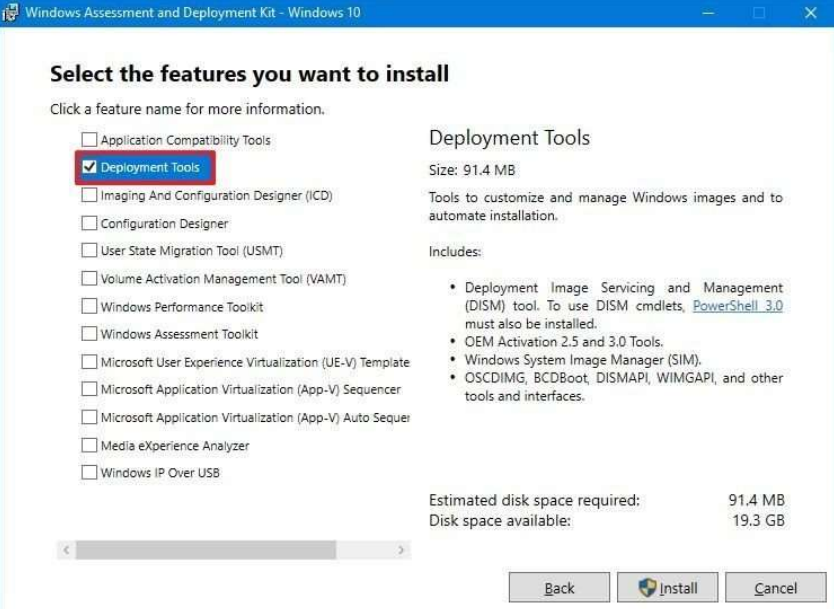 Windows Assessment and Deployment Kit - Windows 10
Select the features you want to install
Click a feature name for more information.
Application Compatibility Tools
Deployment Tools
Imaging And Configuration Designer (ICD)
Configuration Designer
User State Migration Tool (USMT)
Volume Activation Management Tool (VAMT)
Windows Performance Toolkit
Windows Assessment Toolkit
Microsoft User Experience Virtualization (UE-V) Template
Microsoft Application Virtualization (App-V) Sequencer
Microsoft Application Virtualization (App-V) Auto Sequer
Media eXperience Analyzer
Windows IP Over USB
Deployment Tools
Size: 91.4 MB
Tools to customize and manage Windows images and to
automate installation.
Includes:
• Deployment Image Servicing and Management
(DISM) tool. To use DISM cmdlets, PowerShell 3.0
must also be installed.
• OEM Activation 2.5 and 3.0 Tools.
• Windows System Image Manager (SIM).
• OSCDIMG, BCDBoot, DISMAPI, WIMGAPI, and other
tools and interfaces.
Estimated disk space required: 91.4 MB
Disk space available: 19.3 GB
Back Install Cancel